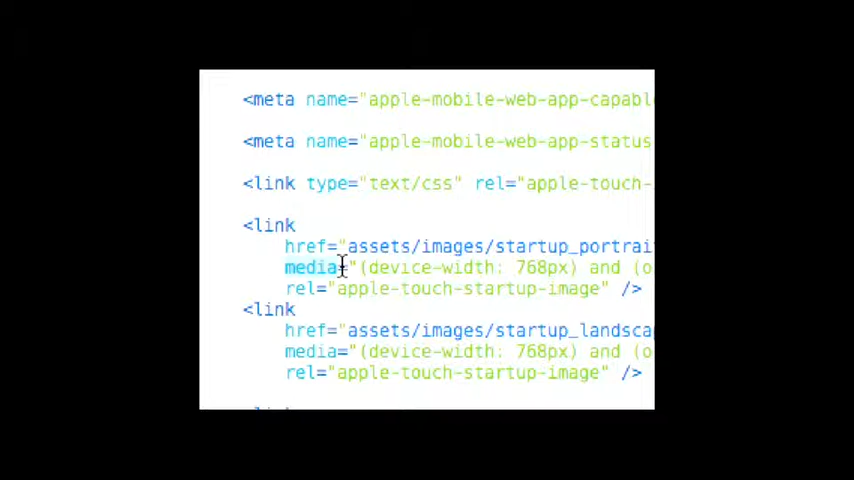 <meta name="apple-mobile-web-app-capabl
<meta name="apple-mobile-web-app-status
<link type="text/css" rel="apple-touch-
<link
href="assets/images/startup_portrai
media="(device-width: 768px) and (o
rel="apple-touch-startup-image" />
<link
href="assets/images/startup_landsca
media="(device-width: 768px) and (o
rel="apple-touch-startup-image" />